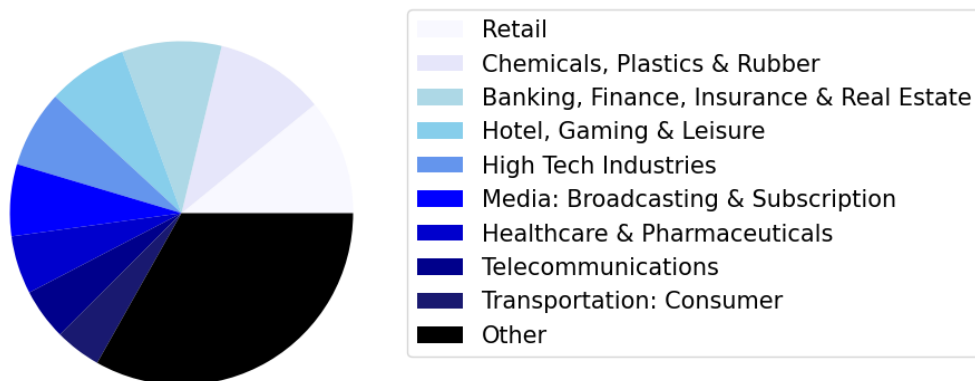 Retail
Chemicals, Plastics & Rubber
Banking, Finance, Insurance & Real Estate
Hotel, Gaming & Leisure
High Tech Industries
Media: Broadcasting & Subscription
Healthcare & Pharmaceuticals
Telecommunications
Transportation: Consumer
Other